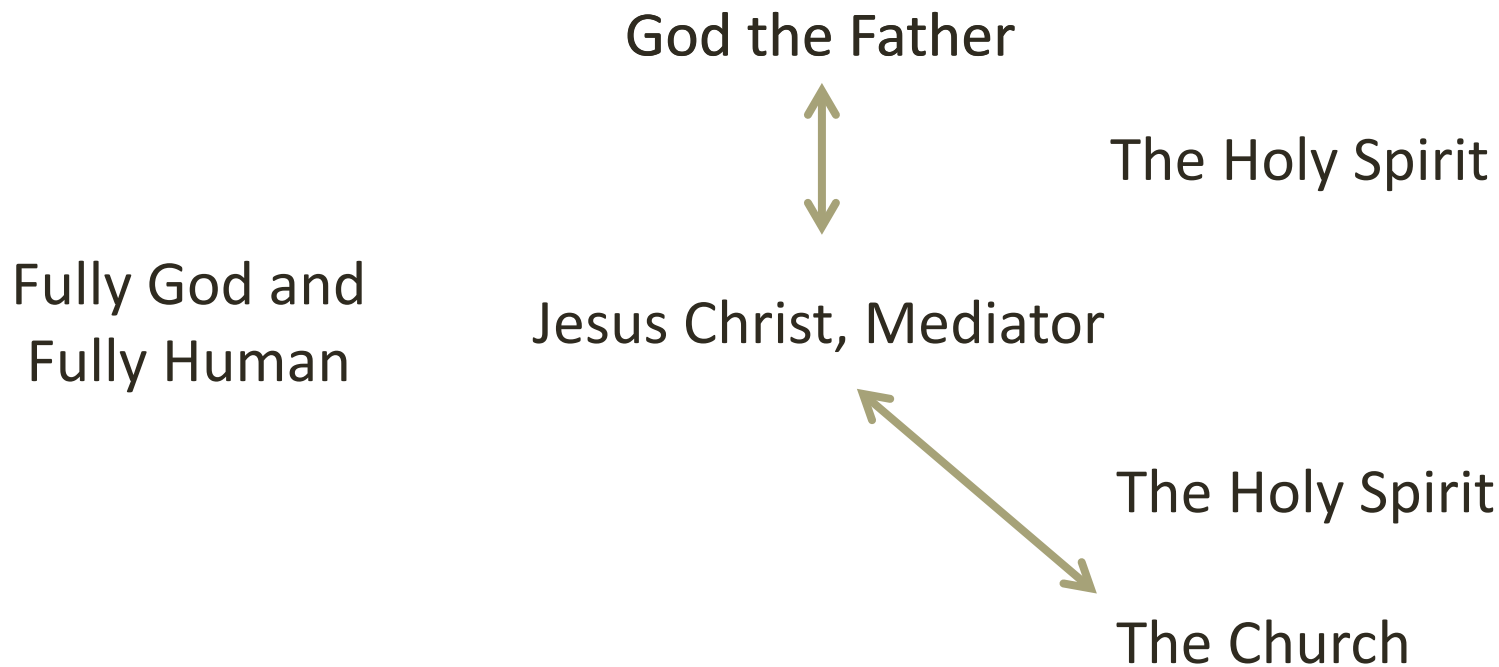 God the Father
The Holy Spirit
Fully God and
Fully Human
Jesus Christ, Mediator
The Holy Spirit
The Church